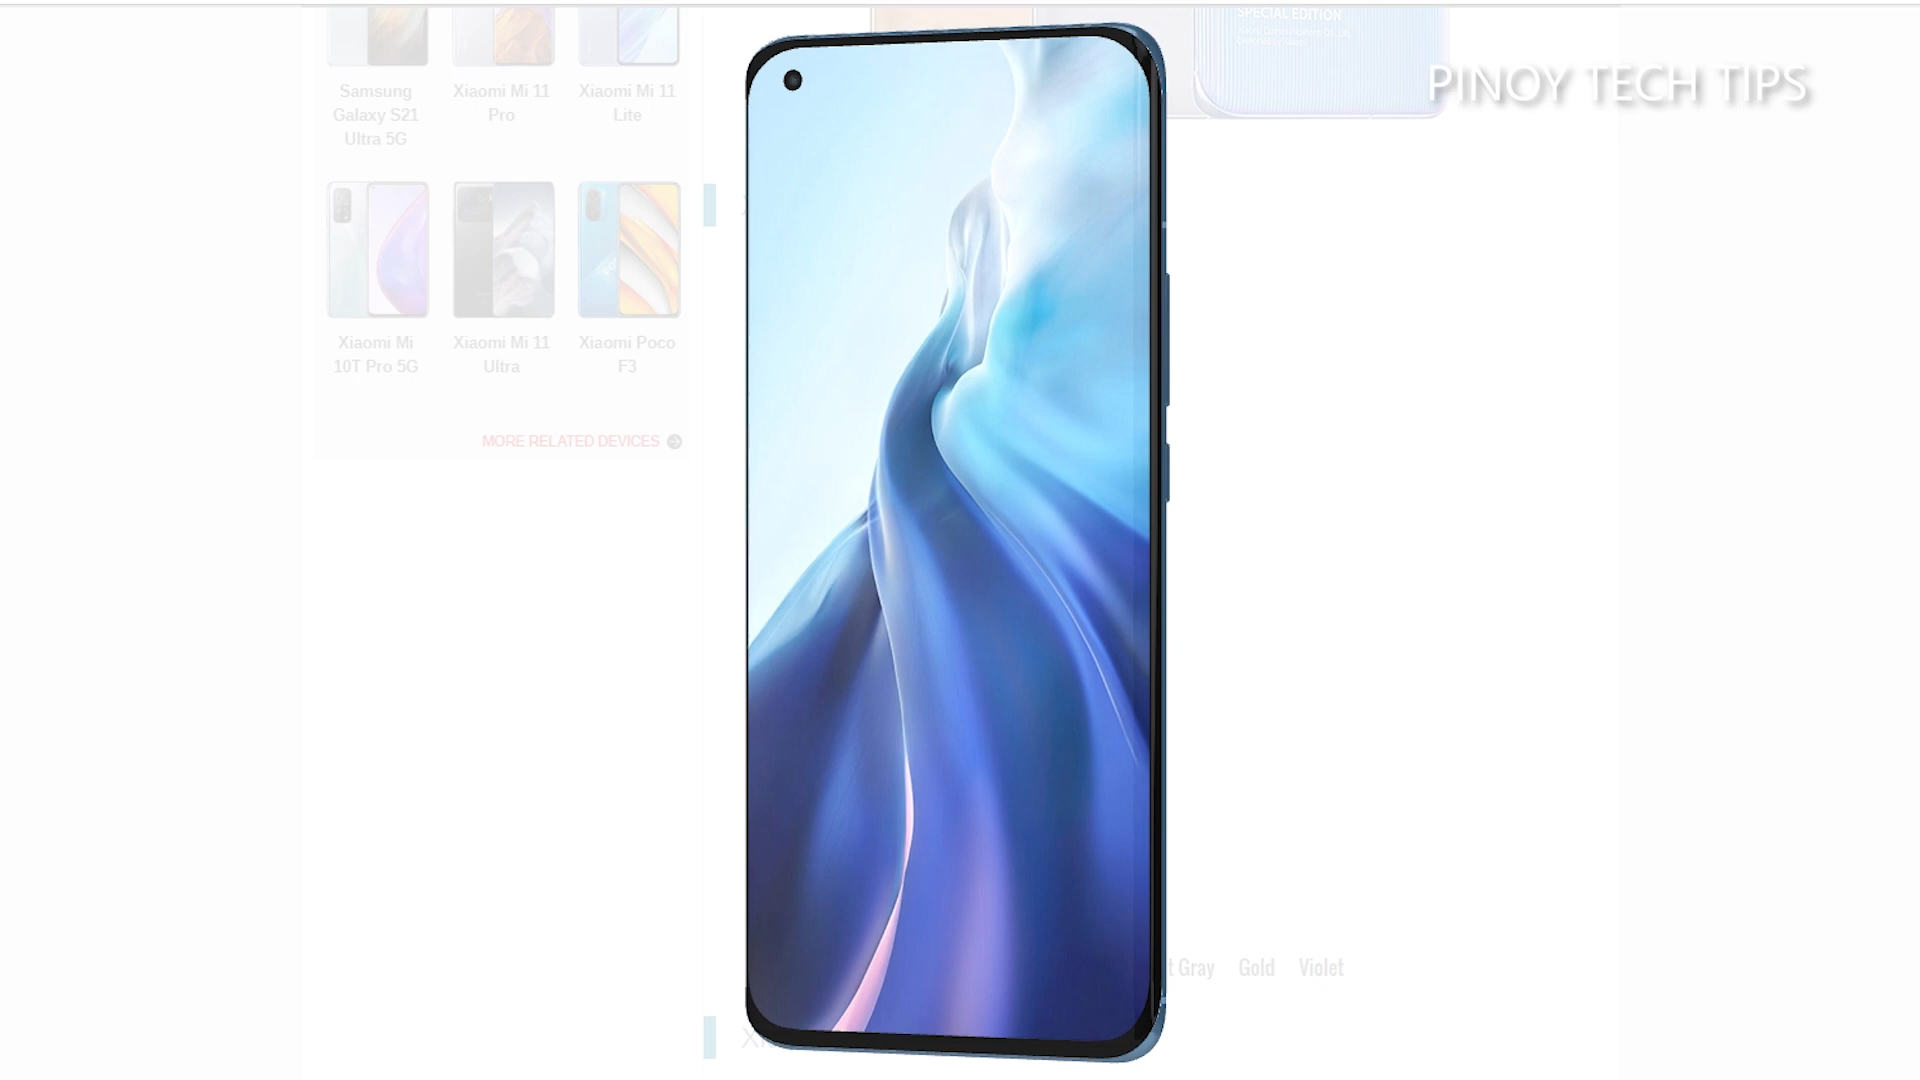 SPECIAL EDITION
PINOY TECH TIPS
Samsung
Galaxy S21
Ultra 5G
Xiaomi Mi 11
Pro
Xiaomi Mi 11
Lite
Xiaomi Mi
10T Pro 5G
Xiaomi Mi 11
Ultra
Xiaomi Poco
F3
MORE RELATED DEVICES
t Gray Gold Violet